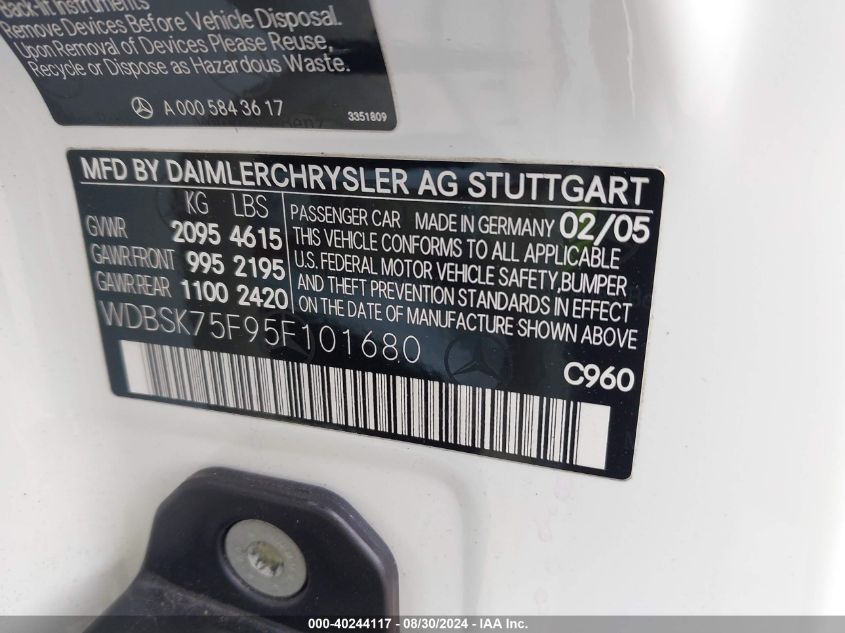 Back-lit Instruments
Remove Devices Before Vehicle Disposal.
Upon Removal of Devices Please Reuse,
Recycle or Dispose as Hazardous Waste.
A 000 584 36 17
3351809
MFD BY DAIMLERCHRYSLER AG STUTTGART
KG LBS
GVWR 2095 4615
GAWR FRONT 995 2195
GAWR REAR 1100 2420
PASSENGER CAR MADE IN GERMANY 02/05
THIS VEHICLE CONFORMS TO ALL APPLICABLE
U.S. FEDERAL MOTOR VEHICLE SAFETY,BUMPER
AND THEFT PREVENTION STANDARDS IN EFFECT
ON THE DATE OF MANUFACTURE SHOWN ABOVE
WDBSK75F95F101680
C960
000-40244117 - 08/30/2024 - IAA Inc.